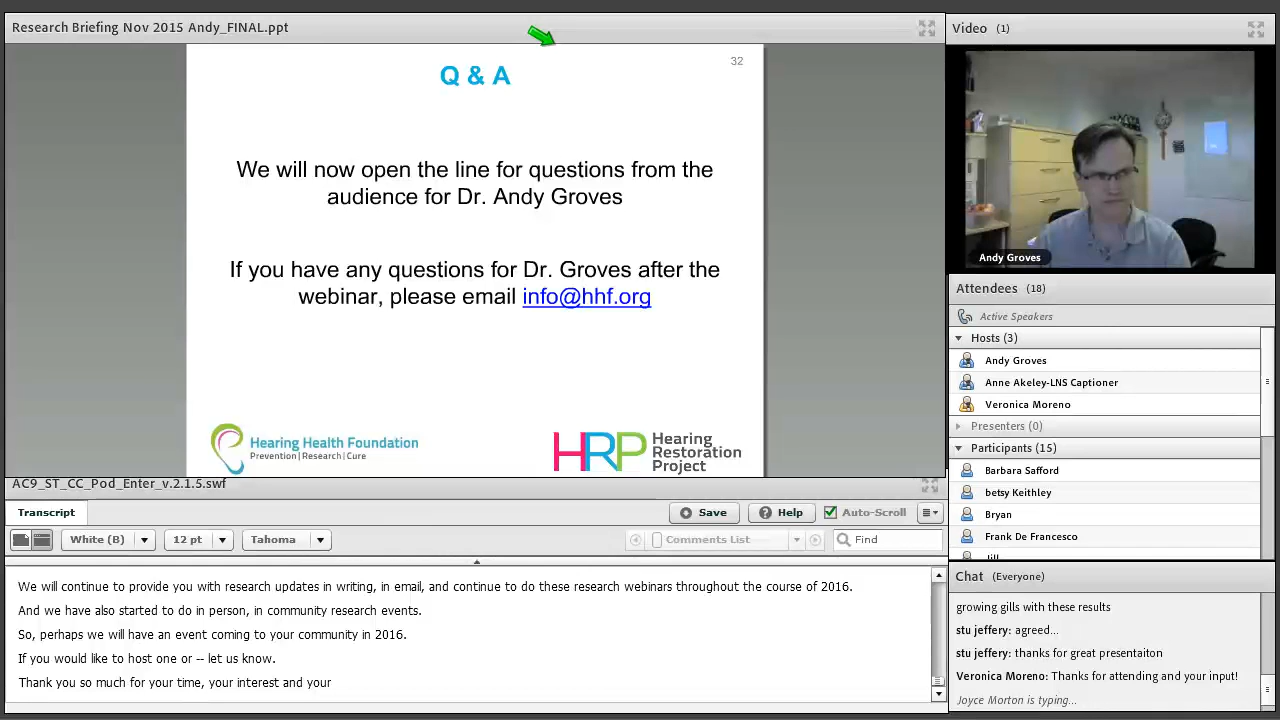 Research Briefing Nov 2015 Andy_FINAL.ppt
32
Q & A
We will now open the line for questions from the
audience for Dr. Andy Groves
If you have any questions for Dr. Groves after the
webinar, please email info@hhf.org
Hearing Health Foundation
Prevention|Research|Cure
HRP
Hearing
Restoration
Project
AC9_ST_CC_Pod_Enter_v.2.1.5.swf
Transcript
Save
Help
Auto-Scroll
White (B)
12 pt
Tahoma
Comments List
Find
We will continue to provide you with research updates in writing, in email, and continue to do these research webinars throughout the course of 2016.
And we have also started to do in person, in community research events.
So, perhaps we will have an event coming to your community in 2016.
If you would like to host one or -- let us know.
Thank you so much for your time, your interest and your
Video (1)
Andy Groves
Attendees (18)
Active Speakers
Hosts (3)
Andy Groves
Anne Akeley-LNS Captioner
Veronica Moreno
Presenters (0)
Participants (15)
Barbara Safford
betsy Keithley
Bryan
Frank De Francesco
Jill
Chat (Everyone)
growing gills with these results
stu jeffery: agreed...
stu jeffery: thanks for great presentaiton
Veronica Moreno: Thanks for attending and your input!
Joyce Morton is typing...